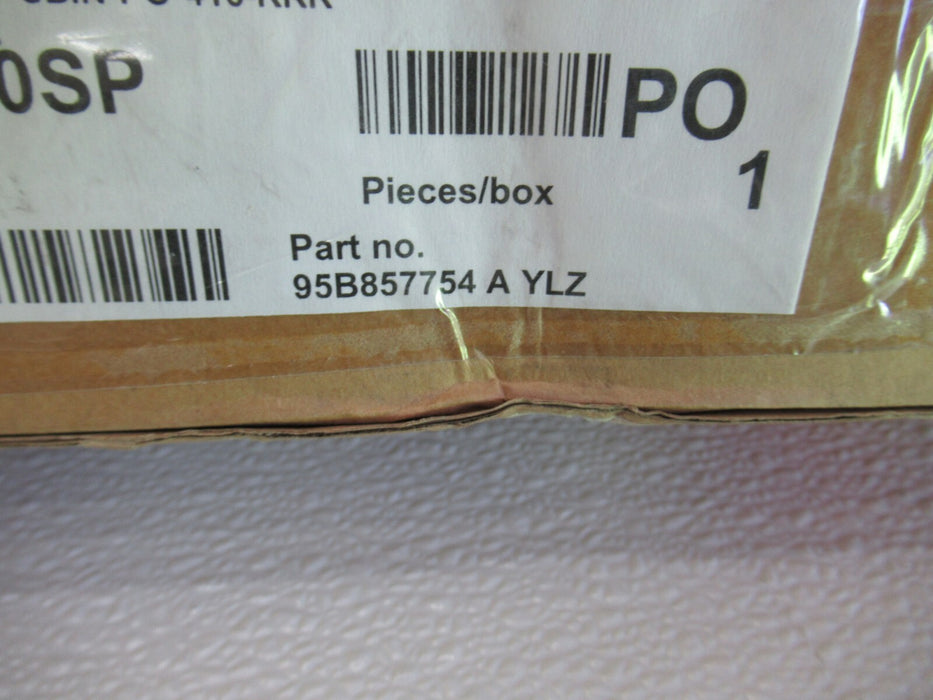 0SP
PO
Pieces/box
1
Part no.
95B857754 A YLZ